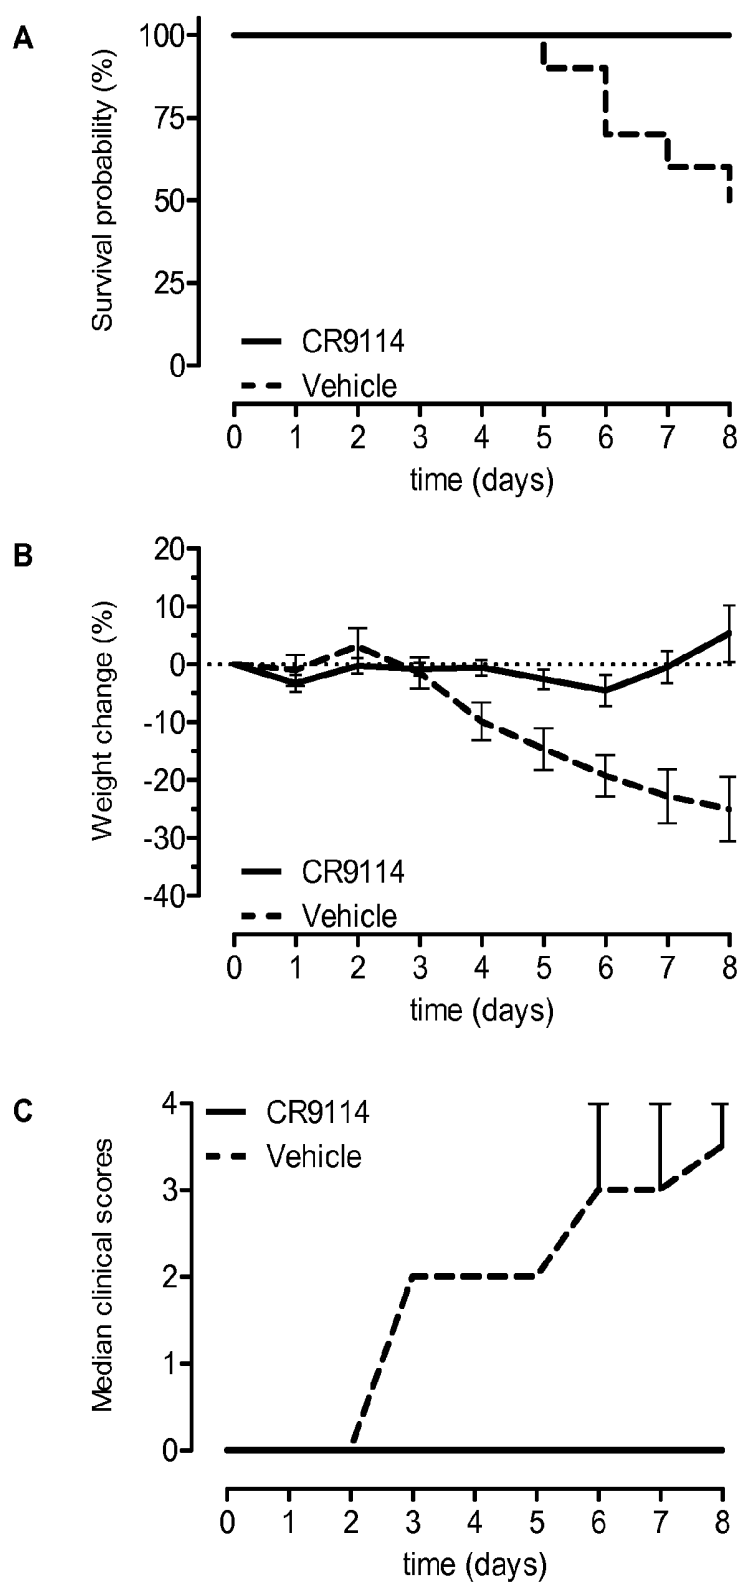 A
Survival probability (%)
100
75
50
25
0
CR9114
Vehicle
0 1 2 3 4 5 6 7 8
time (days)
B
Weight change (%)
20
10
0
-10
-20
-30
-40
CR9114
Vehicle
0 1 2 3 4 5 6 7 8
time (days)
C
Median clinical scores
4
3
2
1
0
CR9114
Vehicle
0 1 2 3 4 5 6 7 8
time (days)